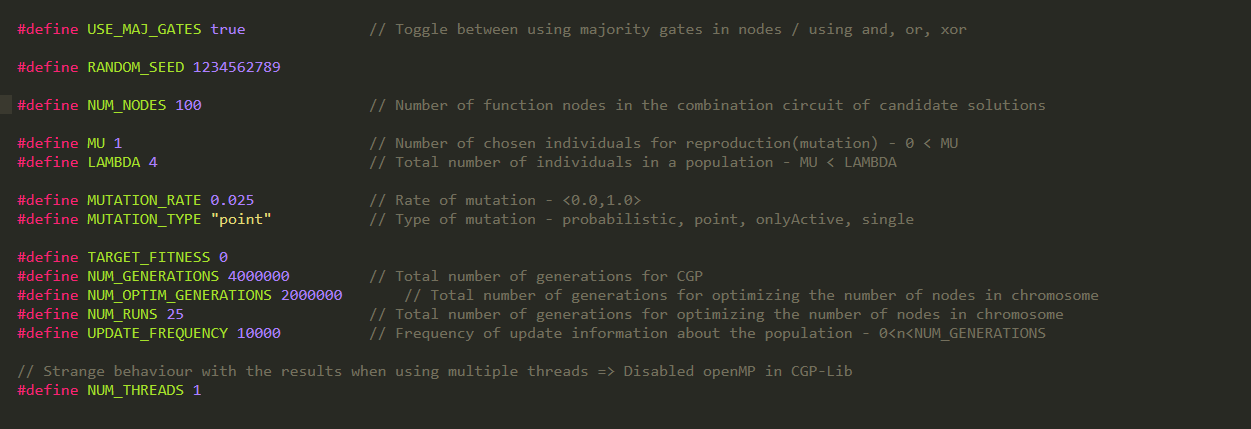 #define USE_MAJ_GATES true // Toggle between using majority gates in nodes / using and, or, xor
#define RANDOM_SEED 1234562789
#define NUM_NODES 100 // Number of function nodes in the combination circuit of candidate solutions
#define MU 1 // Number of chosen individuals for reproduction(mutation) - 0 < MU
#define LAMBDA 4 // Total number of individuals in a population - MU < LAMBDA
#define MUTATION_RATE 0.025 // Rate of mutation - <0.0,1.0>
#define MUTATION_TYPE "point" // Type of mutation - probabilistic, point, onlyActive, single
#define TARGET_FITNESS 0
#define NUM_GENERATIONS 4000000 // Total number of generations for CGP
#define NUM_OPTIM_GENERATIONS 2000000 // Total number of generations for optimizing the number of nodes in chromosome
#define NUM_RUNS 25 // Total number of generations for optimizing the number of nodes in chromosome
#define UPDATE_FREQUENCY 10000 // Frequency of update information about the population - 0<n<NUM_GENERATIONS
// Strange behaviour with the results when using multiple threads => Disabled openMP in CGP-Lib
#define NUM_THREADS 1